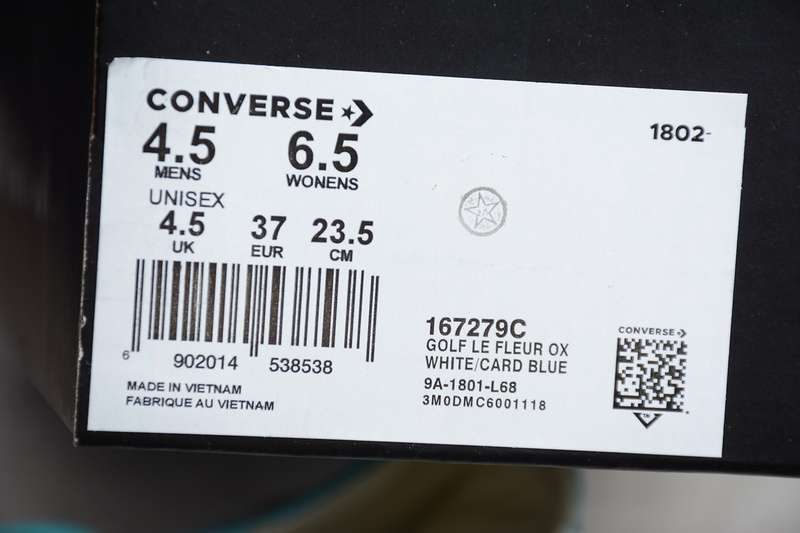 CONVERSE
1802-
4.5 6.5
MENS WONENS
UNISEX
4.5 37 23.5
UK EUR CM
6 902014 538538
MADE IN VIETNAM
FABRIQUE AU VIETNAM
167279C
GOLF LE FLEUR OX
WHITE/CARD BLUE
9A-1801-L68
3M0DMC6001118
CONVERSE
TM